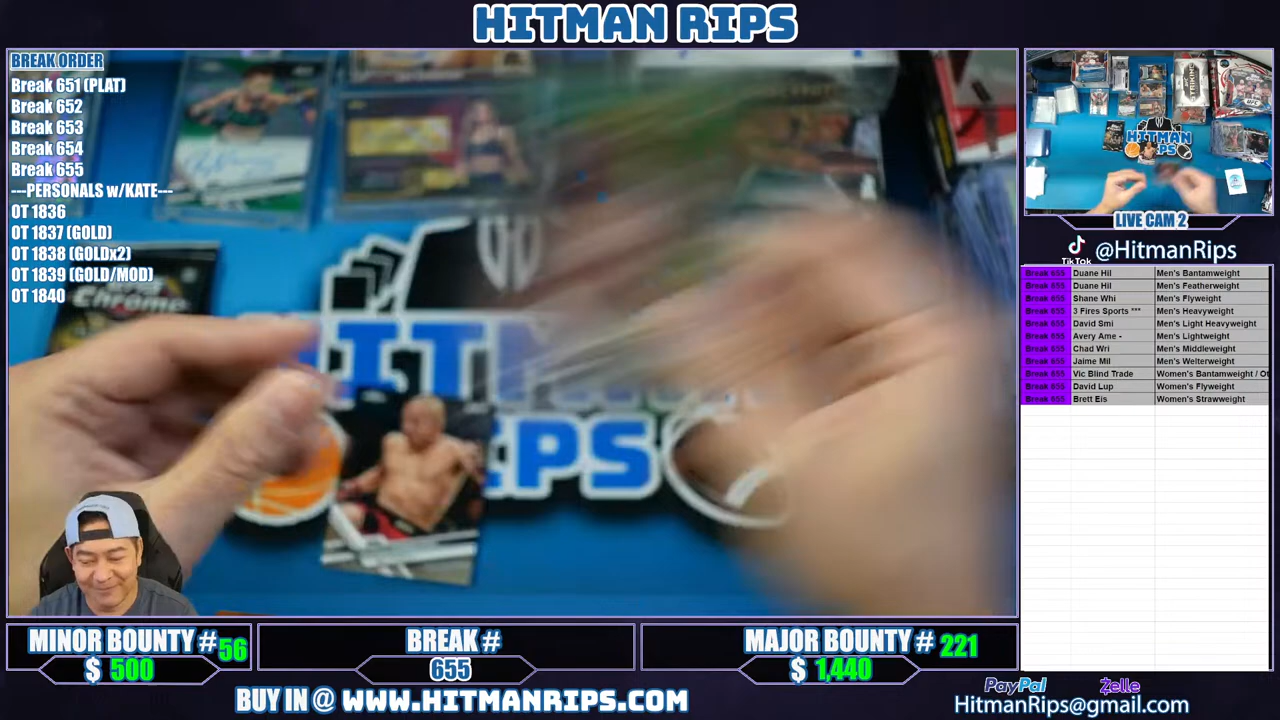 HITMAN RIPS
BREAK ORDER
Break 651 (PLAT)
Break 652
Break 653
Break 654
Break 655
---PERSONALS w/KATE---
OT 1836
OT 1837 (GOLD)
OT 1838 (GOLDx2)
OT 1839 (GOLD/MOD)
OT 1840
Chrome
HITMAN
RIPS
HITMAN
RIPS
LIVE CAM 2
TikTok @HitmanRips
Break 655 Duane Hil Men's Bantamweight
Break 655 Duane Hil Men's Featherweight
Break 655 Shane Whi Men's Flyweight
Break 655 3 Fires Sports *** Men's Heavyweight
Break 655 David Smi Men's Light Heavyweight
Break 655 Avery Ame - Men's Lightweight
Break 655 Chad Wri Men's Middleweight
Break 655 Jaime Mil Men's Welterweight
Break 655 Vic Blind Trade Women's Bantamweight / Ot
Break 655 David Lup Women's Flyweight
Break 655 Brett Eis Women's Strawweight
MINOR BOUNTY # 56
$ 500
BREAK #
655
MAJOR BOUNTY # 221
$ 1,440
BUY IN @ WWW.HITMANRIPS.COM
PayPal Zelle
HitmanRips@gmail.com